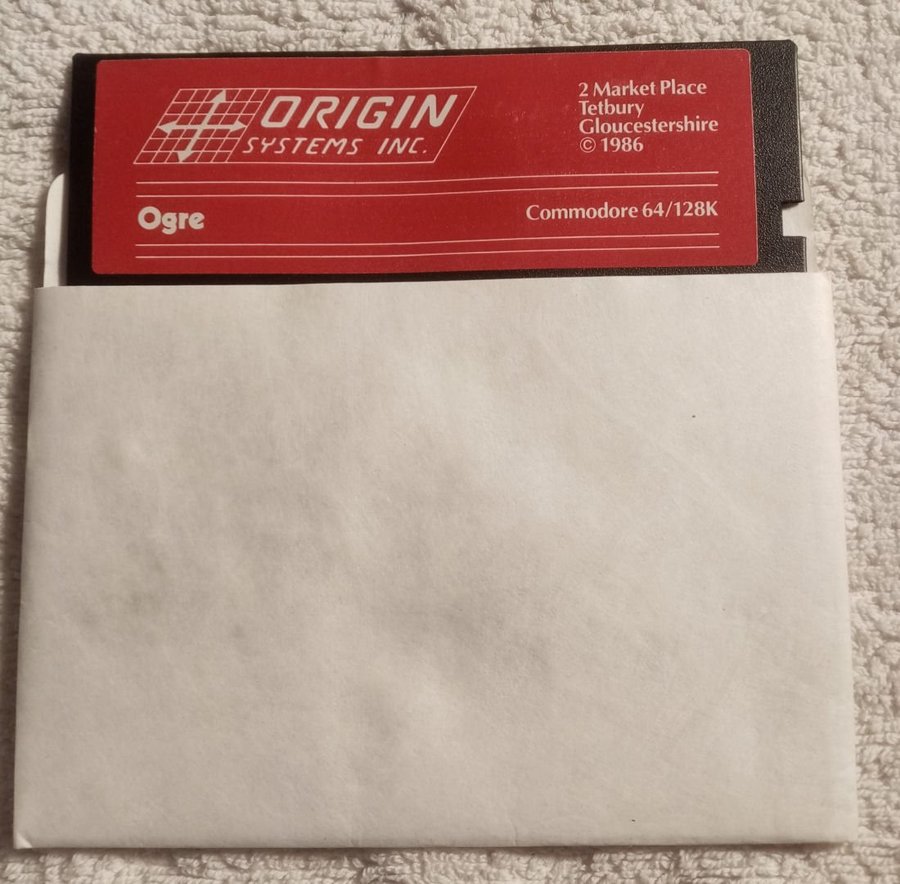 ORIGIN
SYSTEMS INC.
2 Market Place
Tetbury
Gloucestershire
© 1986
Ogre
Commodore 64/128K